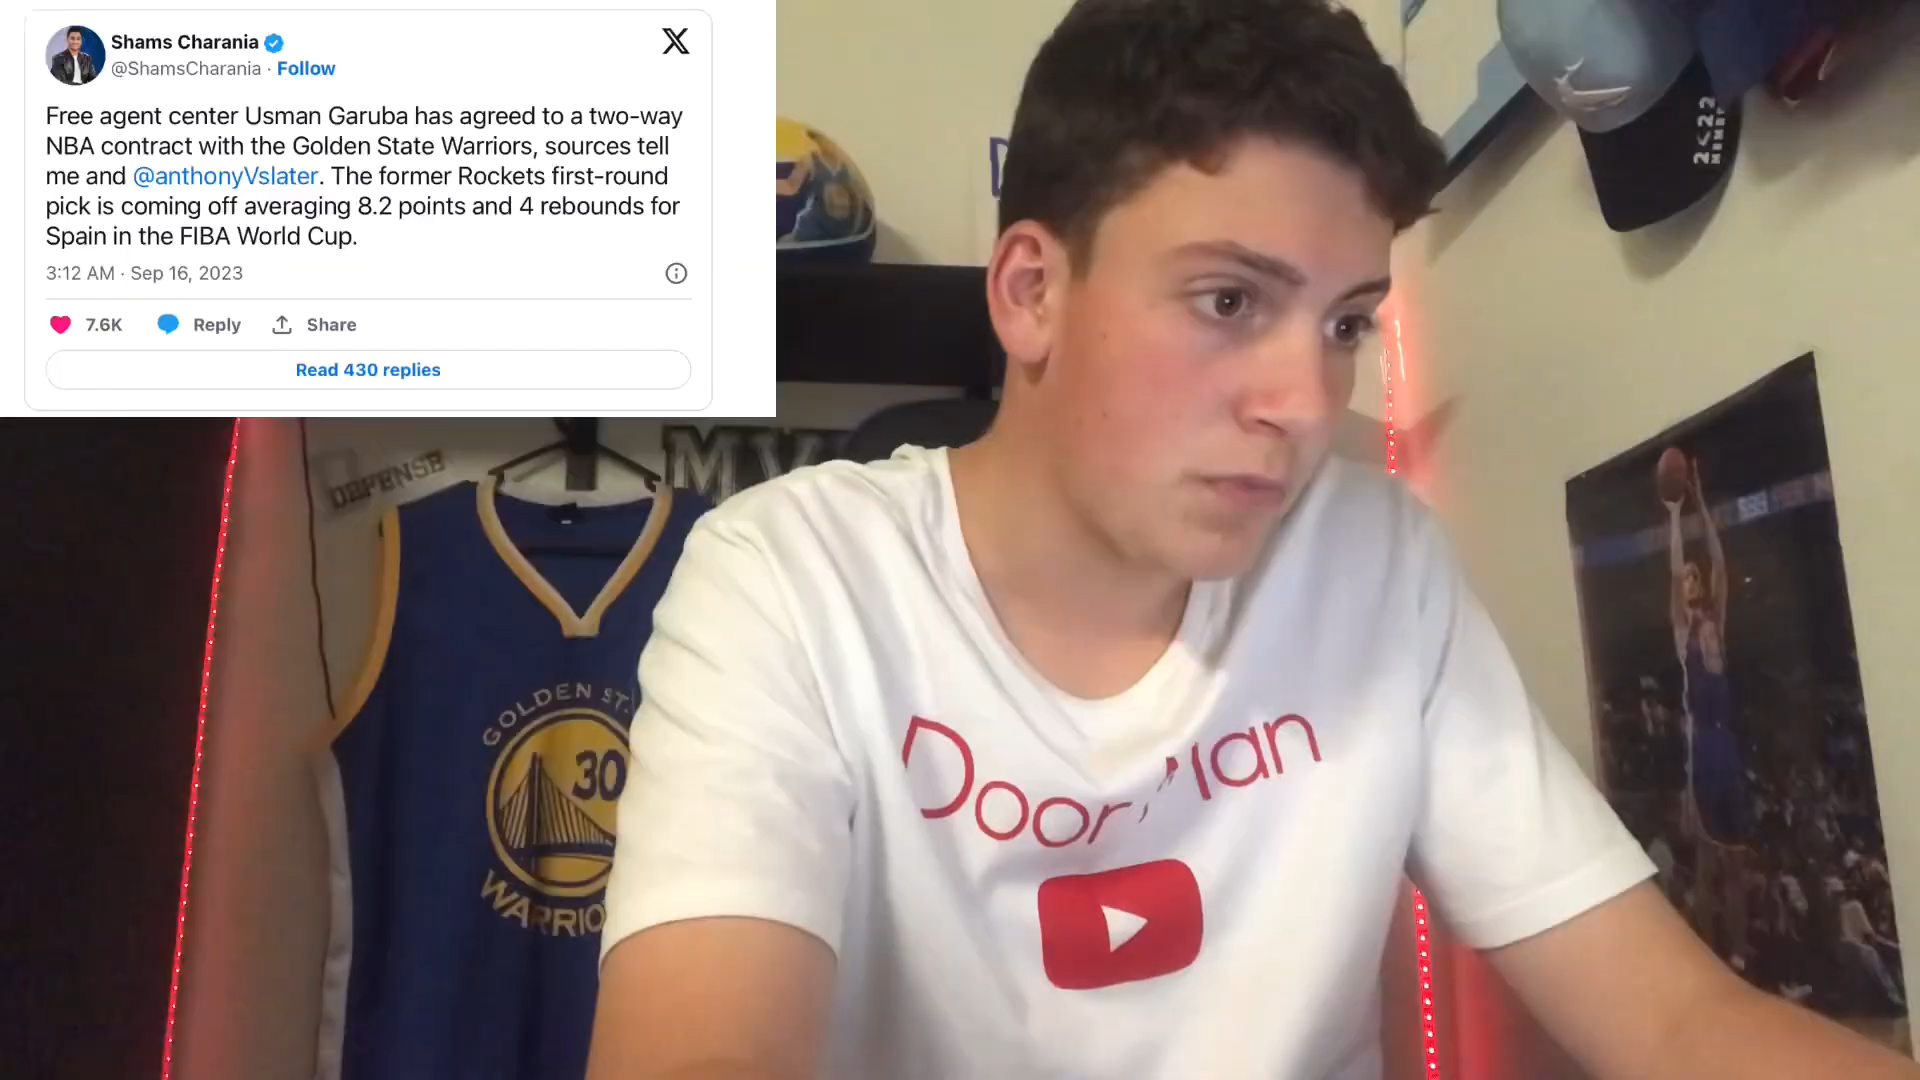 Shams Charania
@ShamsCharania · Follow
Free agent center Usman Garuba has agreed to a two-way
NBA contract with the Golden State Warriors, sources tell
me and @anthonyVslater. The former Rockets first-round
pick is coming off averaging 8.2 points and 4 rebounds for
Spain in the FIBA World Cup.
3:12 AM · Sep 16, 2023
7.6K Reply Share
Read 430 replies
DEFENSE
GOLDEN ST
30
WARRIO
Door Man
2022